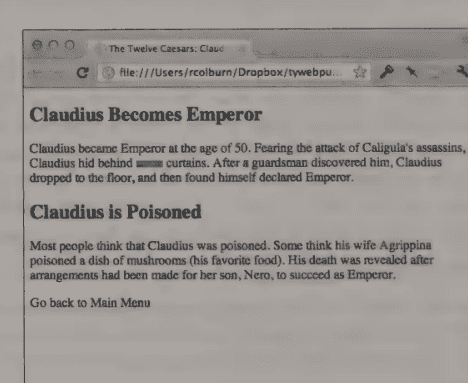 The Twelve Caesars: Claud
file:///Users/rcolburn/Dropbox/tywebpu...
Claudius Becomes Emperor
Claudius became Emperor at the age of 50. Fearing the attack of Caligula's assassins,
Claudius hid behind curtains. After a guardsman discovered him, Claudius
dropped to the floor, and then found himself declared Emperor.
Claudius is Poisoned
Most people think that Claudius was poisoned. Some think his wife Agrippina
poisoned a dish of mushrooms (his favorite food). His death was revealed after
arrangements had been made for her son, Nero, to succeed as Emperor.
Go back to Main Menu